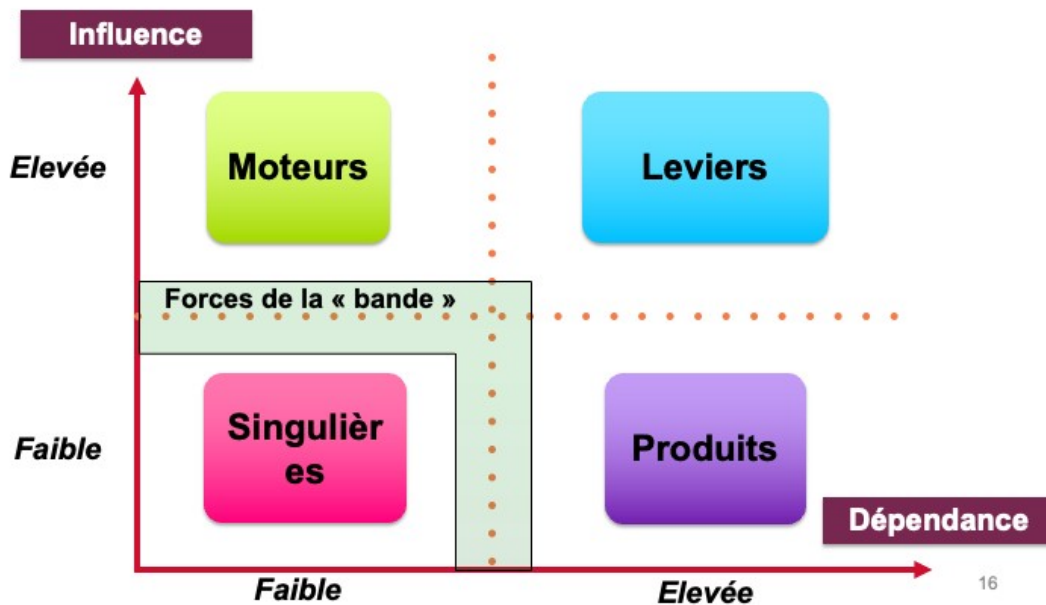 Influence
Elevée
Moteurs
Leviers
Forces de la « bande »
Faible
Singulièr
es
Produits
Dépendance
Faible
Elevée
16